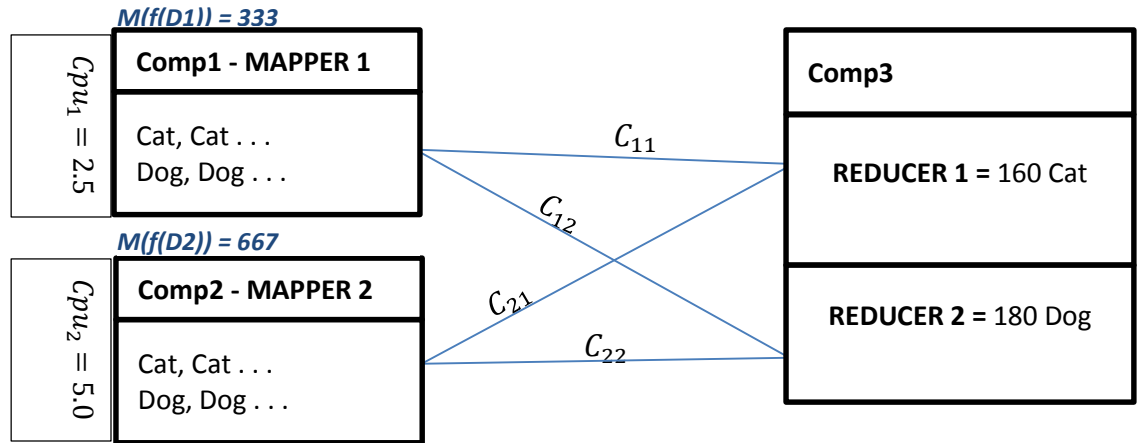 M(f(D1)) = 333
Cpu₁ = 2.5
Comp1 - MAPPER 1
Cat, Cat . . .
Dog, Dog . . .
M(f(D2)) = 667
Cpu₂ = 5.0
Comp2 - MAPPER 2
Cat, Cat . . .
Dog, Dog . . .
C₁₁
C₁₂
C₂₁
C₂₂
Comp3
REDUCER 1 = 160 Cat
REDUCER 2 = 180 Dog